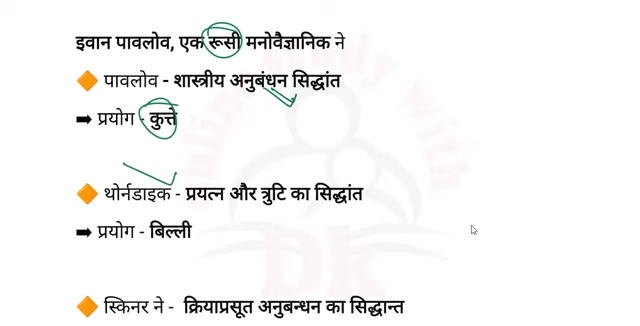 इवान पावलोव, एक रूसी मनोवैज्ञानिक ने
🔶 पावलोव - शास्त्रीय अनुबंधन सिद्धांत
➡ प्रयोग - कुत्ते
🔶 थोर्नडाइक - प्रयत्न और त्रुटि का सिद्धांत
➡ प्रयोग - बिल्ली
🔶 स्किनर ने - क्रियाप्रसूत अनुबन्धन का सिद्धान्त